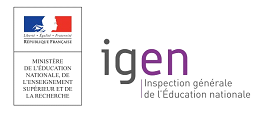 Liberté • Égalité • Fraternité
RÉPUBLIQUE FRANÇAISE
MINISTÈRE
DE L'ÉDUCATION
NATIONALE, DE
L'ENSEIGNEMENT
SUPÉRIEUR ET DE
LA RECHERCHE
igen
Inspection générale
de l'Éducation nationale